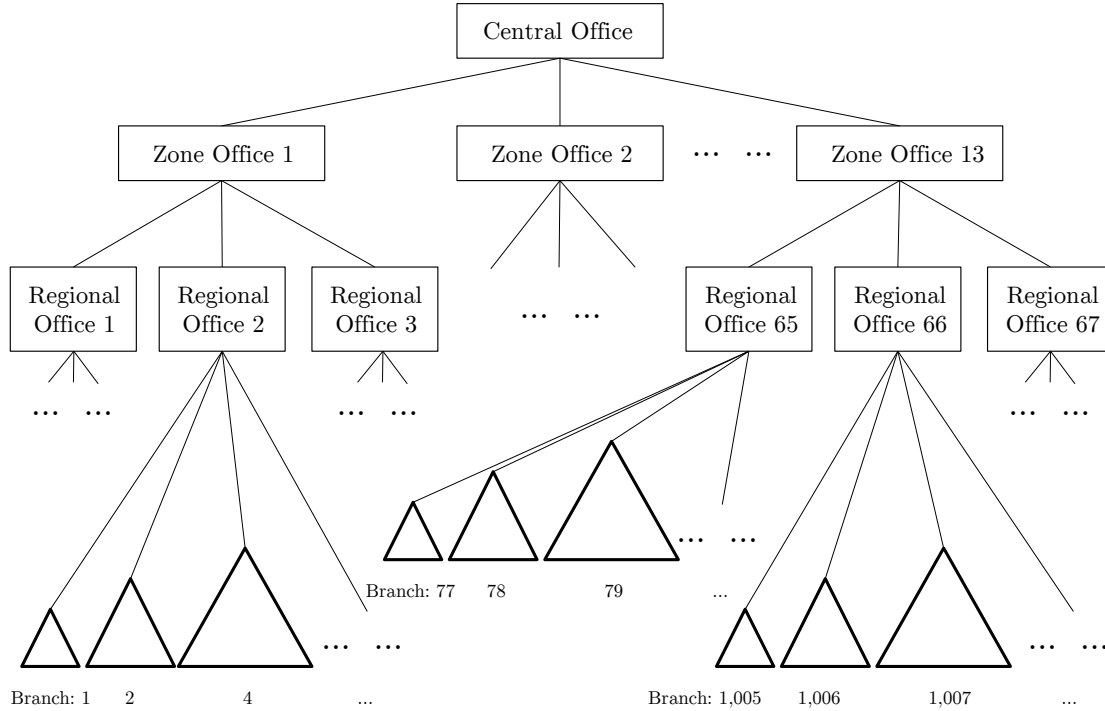 Central Office
Zone Office 1
Zone Office 2
... ...
Zone Office 13
Regional
Office 1
Regional
Office 2
Regional
Office 3
... ...
Regional
Office 65
Regional
Office 66
Regional
Office 67
... ...
... ...
... ...
... ...
Branch: 77 78 79 ...
... ...
... ...
Branch: 1 2 4 ...
Branch: 1,005 1,006 1,007 ...